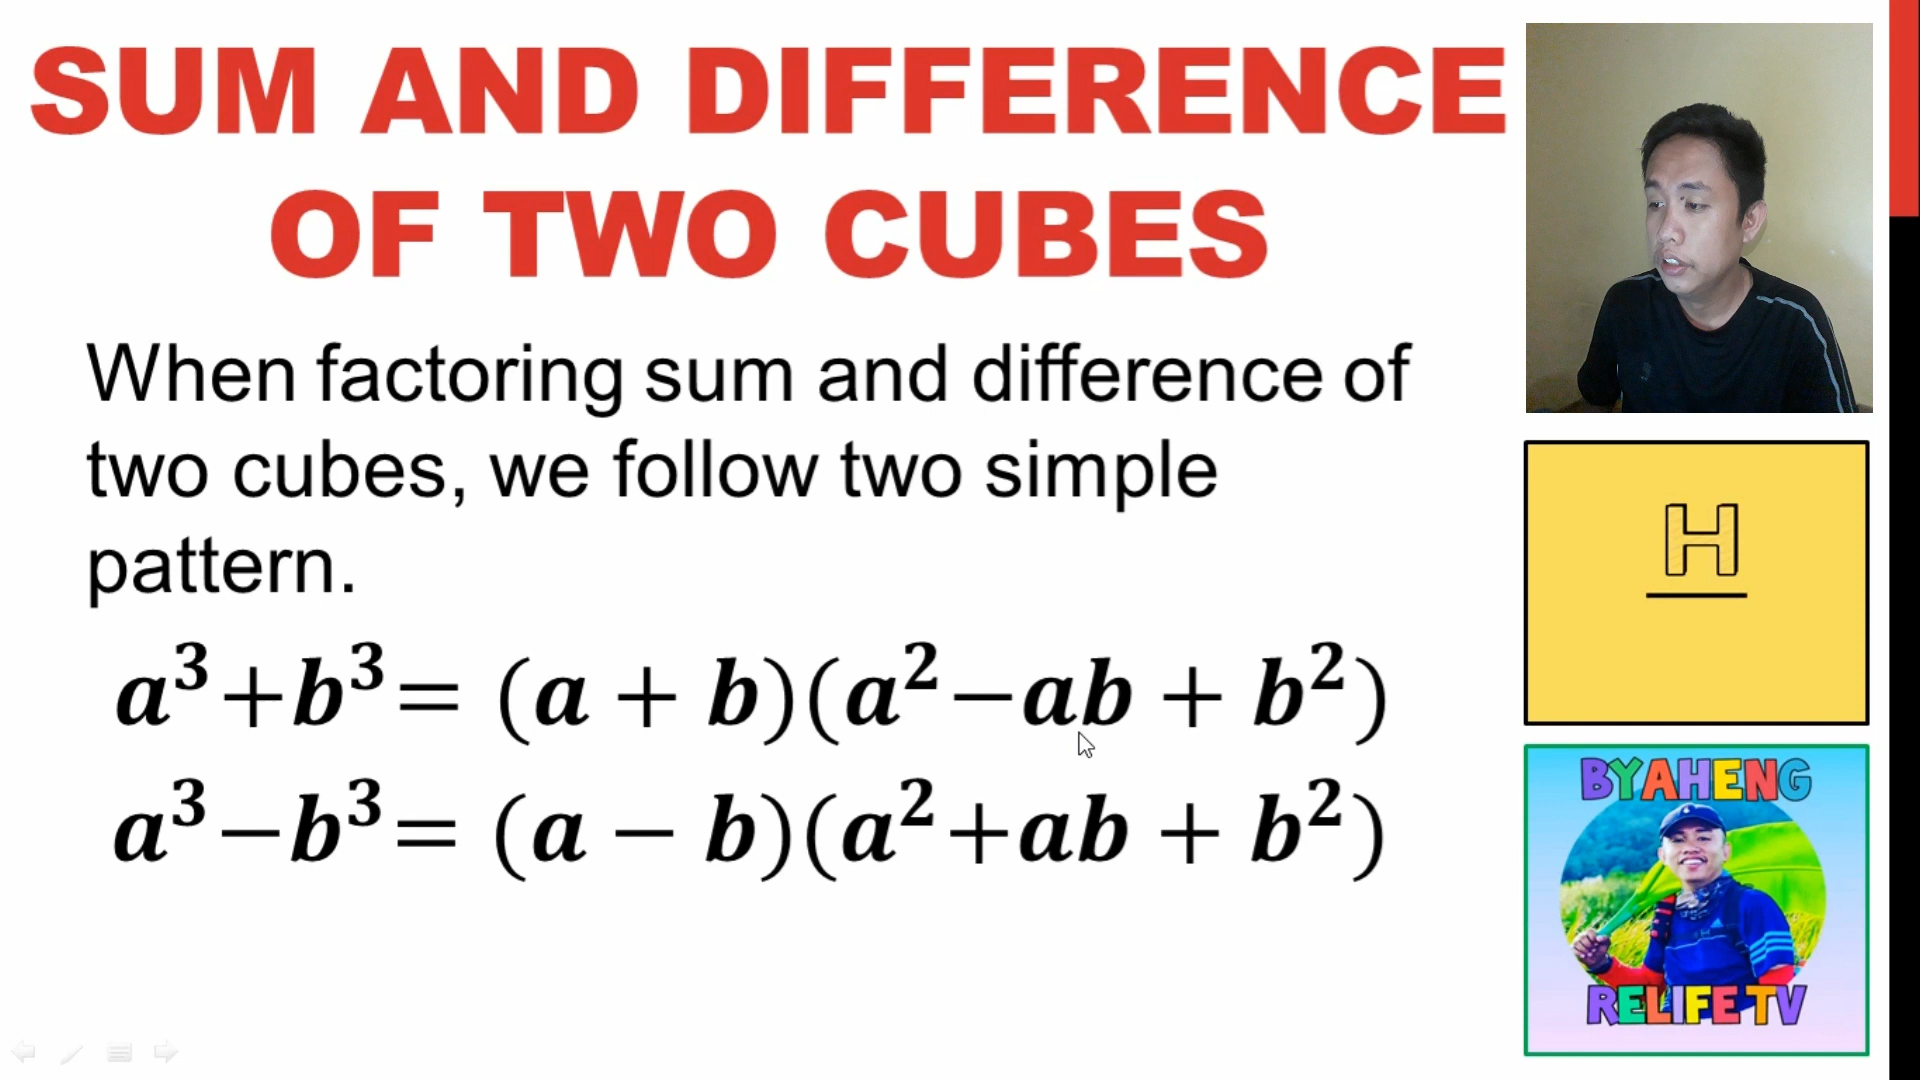 SUM AND DIFFERENCE
OF TWO CUBES
When factoring sum and difference of
two cubes, we follow two simple
pattern.
a³+b³= (a + b)(a²−ab + b²)
a³−b³= (a − b)(a²+ab + b²)
H
BYAHENG
RELIFE TV